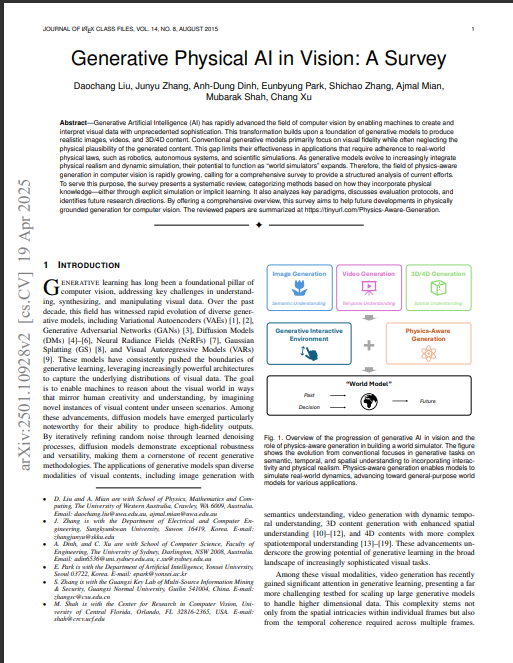 JOURNAL OF LATEX CLASS FILES, VOL. 14, NO. 8, AUGUST 2015
1
Generative Physical AI in Vision: A Survey
Daochang Liu, Junyu Zhang, Anh-Dung Dinh, Eunbyung Park, Shichao Zhang, Ajmal Mian,
Mubarak Shah, Chang Xu
Abstract—Generative Artificial Intelligence (AI) has rapidly advanced the field of computer vision by enabling machines to create and
interpret visual data with unprecedented sophistication. This transformation builds upon a foundation of generative models to produce
realistic images, videos, and 3D/4D content. Conventional generative models primarily focus on visual fidelity while often neglecting the
physical plausibility of the generated content. This gap limits their effectiveness in applications that require adherence to real-world
physical laws, such as robotics, autonomous systems, and scientific simulations. As generative models evolve to increasingly integrate
physical realism and dynamic simulation, their potential to function as "world simulators" expands. Therefore, the field of physics-aware
generation in computer vision is rapidly growing, calling for a comprehensive survey to provide a structured analysis of current efforts.
To serve this purpose, the survey presents a systematic review, categorizing methods based on how they incorporate physical
knowledge—either through explicit simulation or implicit learning. It also analyzes key paradigms, discusses evaluation protocols, and
identifies future research directions. By offering a comprehensive overview, this survey aims to help future developments in physically
grounded generation for computer vision. The reviewed papers are summarized at https://tinyurl.com/Physics-Aware-Generation.
arXiv:2501.10928v2 [cs.CV] 19 Apr 2025
1 INTRODUCTION
GENERATIVE learning has long been a foundational pillar of
computer vision, addressing key challenges in understand-
ing, synthesizing, and manipulating visual data. Over the past
decade, this field has witnessed rapid evolution of diverse gener-
ative models, including Variational Autoencoders (VAEs) [1], [2],
Generative Adversarial Networks (GANs) [3], Diffusion Models
(DMs) [4]–[6], Neural Radiance Fields (NeRFs) [7], Gaussian
Splatting (GS) [8], and Visual Autoregressive Models (VARs)
[9]. These models have consistently pushed the boundaries of
generative learning, leveraging increasingly powerful architectures
to capture the underlying distributions of visual data. The goal
is to enable machines to reason about the visual world in ways
that mirror human creativity and understanding, by imagining
novel instances of visual content under unseen scenarios. Among
these advancements, diffusion models have emerged particularly
noteworthy for their ability to produce high-fidelity outputs.
By iteratively refining random noise through learned denoising
processes, diffusion models demonstrate exceptional robustness
and versatility, making them a cornerstone of recent generative
methodologies. The applications of generative models span diverse
modalities of visual contents, including image generation with
• D. Liu and A. Mian are with School of Physics, Mathematics and Com-
puting, The University of Western Australia, Crawley, WA 6009, Australia.
Email: daochang.liu@uwa.edu.au, ajmal.mian@uwa.edu.au
• J. Zhang is with the Department of Electrical and Computer En-
gineering, Sungkyunkwan University, Suwon 16419, Korea. E-mail:
zhangjunyu@skku.edu
• A. Dinh, and C. Xu are with School of Computer Science, Faculty of
Engineering, The University of Sydney, Darlington, NSW 2008, Australia.
Email: adin6536@uni.sydney.edu.au, c.xu@sydney.edu.au
• E. Park is with the Department of Artificial Intelligence, Yonsei University,
Seoul 03722, Korea. E-mail: epark@yonsei.ac.kr
• S. Zhang is with the Guangxi Key Lab of Multi-Source Information Mining
& Security, Guangxi Normal University, Guilin 541004, China. E-mail:
zhangsc@csu.edu.cn
• M. Shah is with the Center for Research in Computer Vision, Uni-
versity of Central Florida, Orlando, FL 32816-2365, USA. E-mail:
shah@crcv.ucf.edu
Image Generation
Semantic Understanding
Video Generation
Temporal Understanding
3D/4D Generation
Spatial Understanding
Generative Interactive
Environment
Physics-Aware
Generation
"World Model"
Past
Decision
Future
Fig. 1. Overview of the progression of generative AI in vision and the
role of physics-aware generation in building a world simulator. The figure
shows the evolution from conventional focuses in generative tasks on
semantic, temporal, and spatial understanding to incorporating interac-
tivity and physical realism. Physics-aware generation enables models to
simulate real-world dynamics, advancing toward general-purpose world
models for various applications.
semantics understanding, video generation with dynamic tempo-
ral understanding, 3D content generation with enhanced spatial
understanding [10]–[12], and 4D contents with more complex
spatiotemporal understanding [13]–[19]. These advancements un-
derscore the growing potential of generative learning in the broad
landscape of increasingly sophisticated visual tasks.
Among these visual modalities, video generation has recently
gained significant attention in generative learning, presenting a far
more challenging testbed for scaling up large generative models
to handle higher dimensional data. This complexity stems not
only from the spatial intricacies within individual frames but also
from the temporal coherence required across multiple frames.